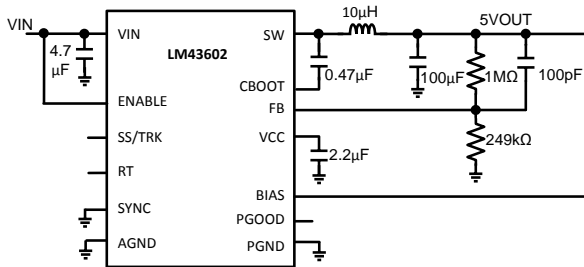 VIN
VIN
4.7
µF
LM43602
ENABLE
SS/TRK
RT
SYNC
AGND
SW
CBOOT
FB
VCC
BIAS
PGOOD
PGND
10µH
5VOUT
0.47µF
100µF
1MΩ
100pF
249kΩ
2.2µF